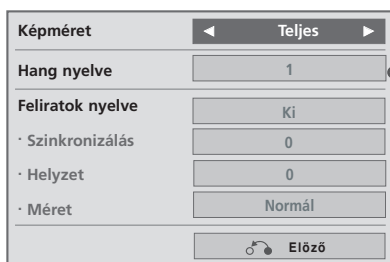 Képméret ◄ Teljes ►
Hang nyelve 1
Feliratok nyelve Ki
· Szinkronizálás 0
· Helyzet 0
· Méret Normál
Előző